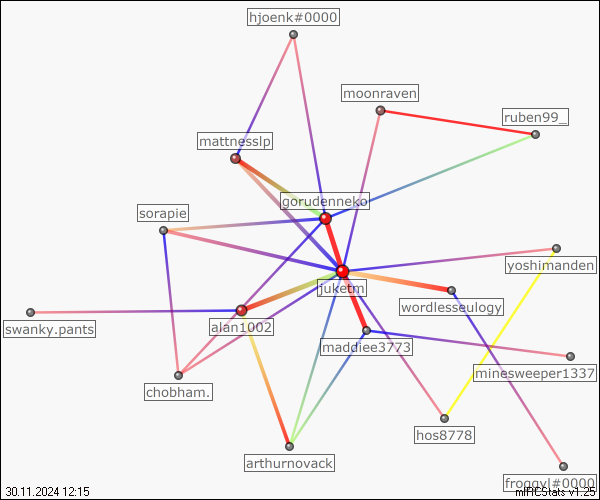 hjoenk#0000
moonraven
ruben99_
mattnesslp
goudenneko
sorapie
yoshimanden
juketm
wordlesseulogy
swanky.pants
alan1002
maddiee3773
minesweeper1337
chobham.
hos8778
arthurnovack
froggyl#0000
30.11.2024 12:15
mIRCStats v1.25